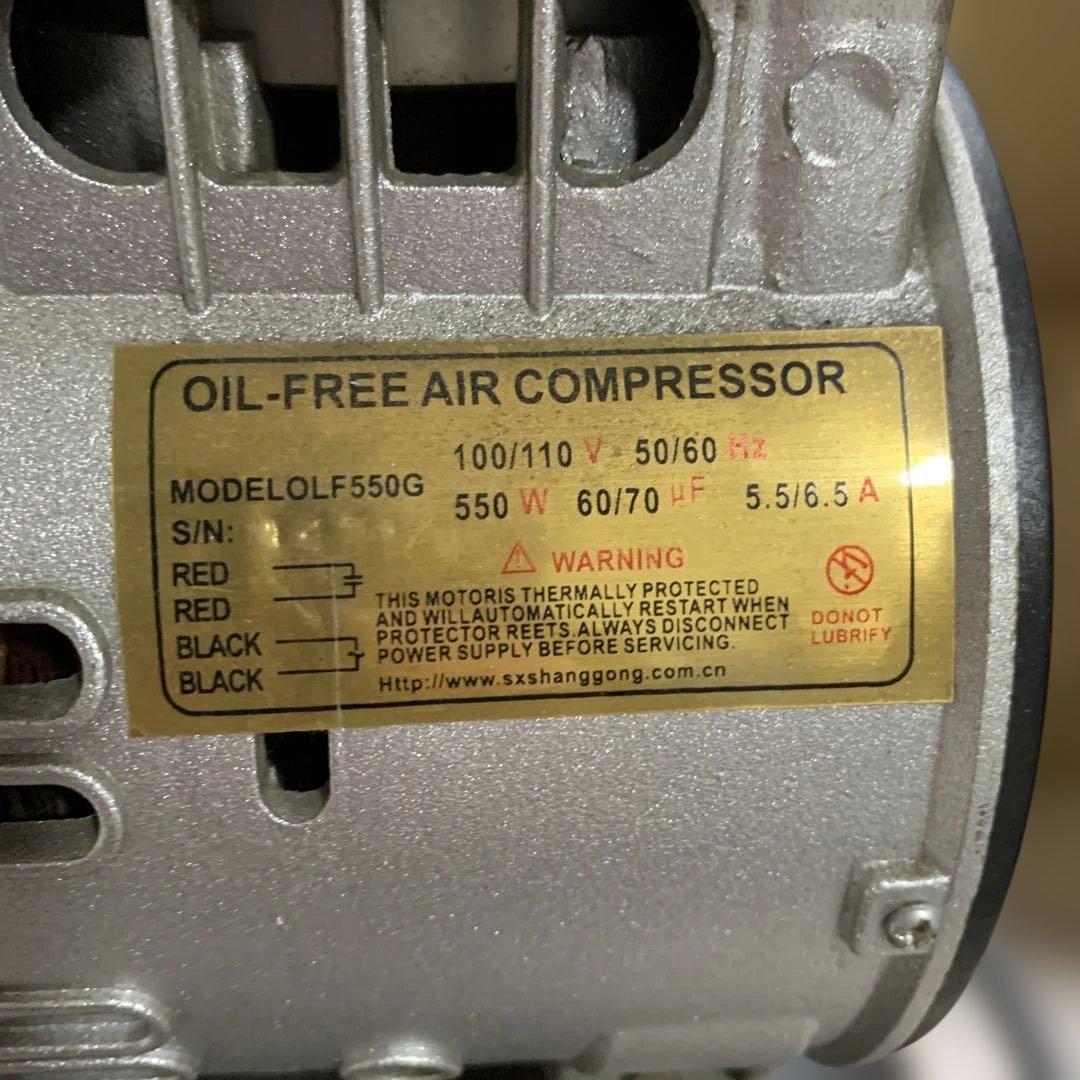 OIL-FREE AIR COMPRESSOR
100/110 V 50/60 Hz
MODELOLF550G
550 W 60/70 μF 5.5/6.5 A
S/N:
WARNING
RED
RED
BLACK
BLACK
THIS MOTORIS THERMALLY PROTECTED
AND WILLAUTOMATICALLY RESTART WHEN
PROTECTOR REETS.ALWAYS DISCONNECT
POWER SUPPLY BEFORE SERVICING.
Http://www.sxshanggong.com.cn
DONOT
LUBRIFY